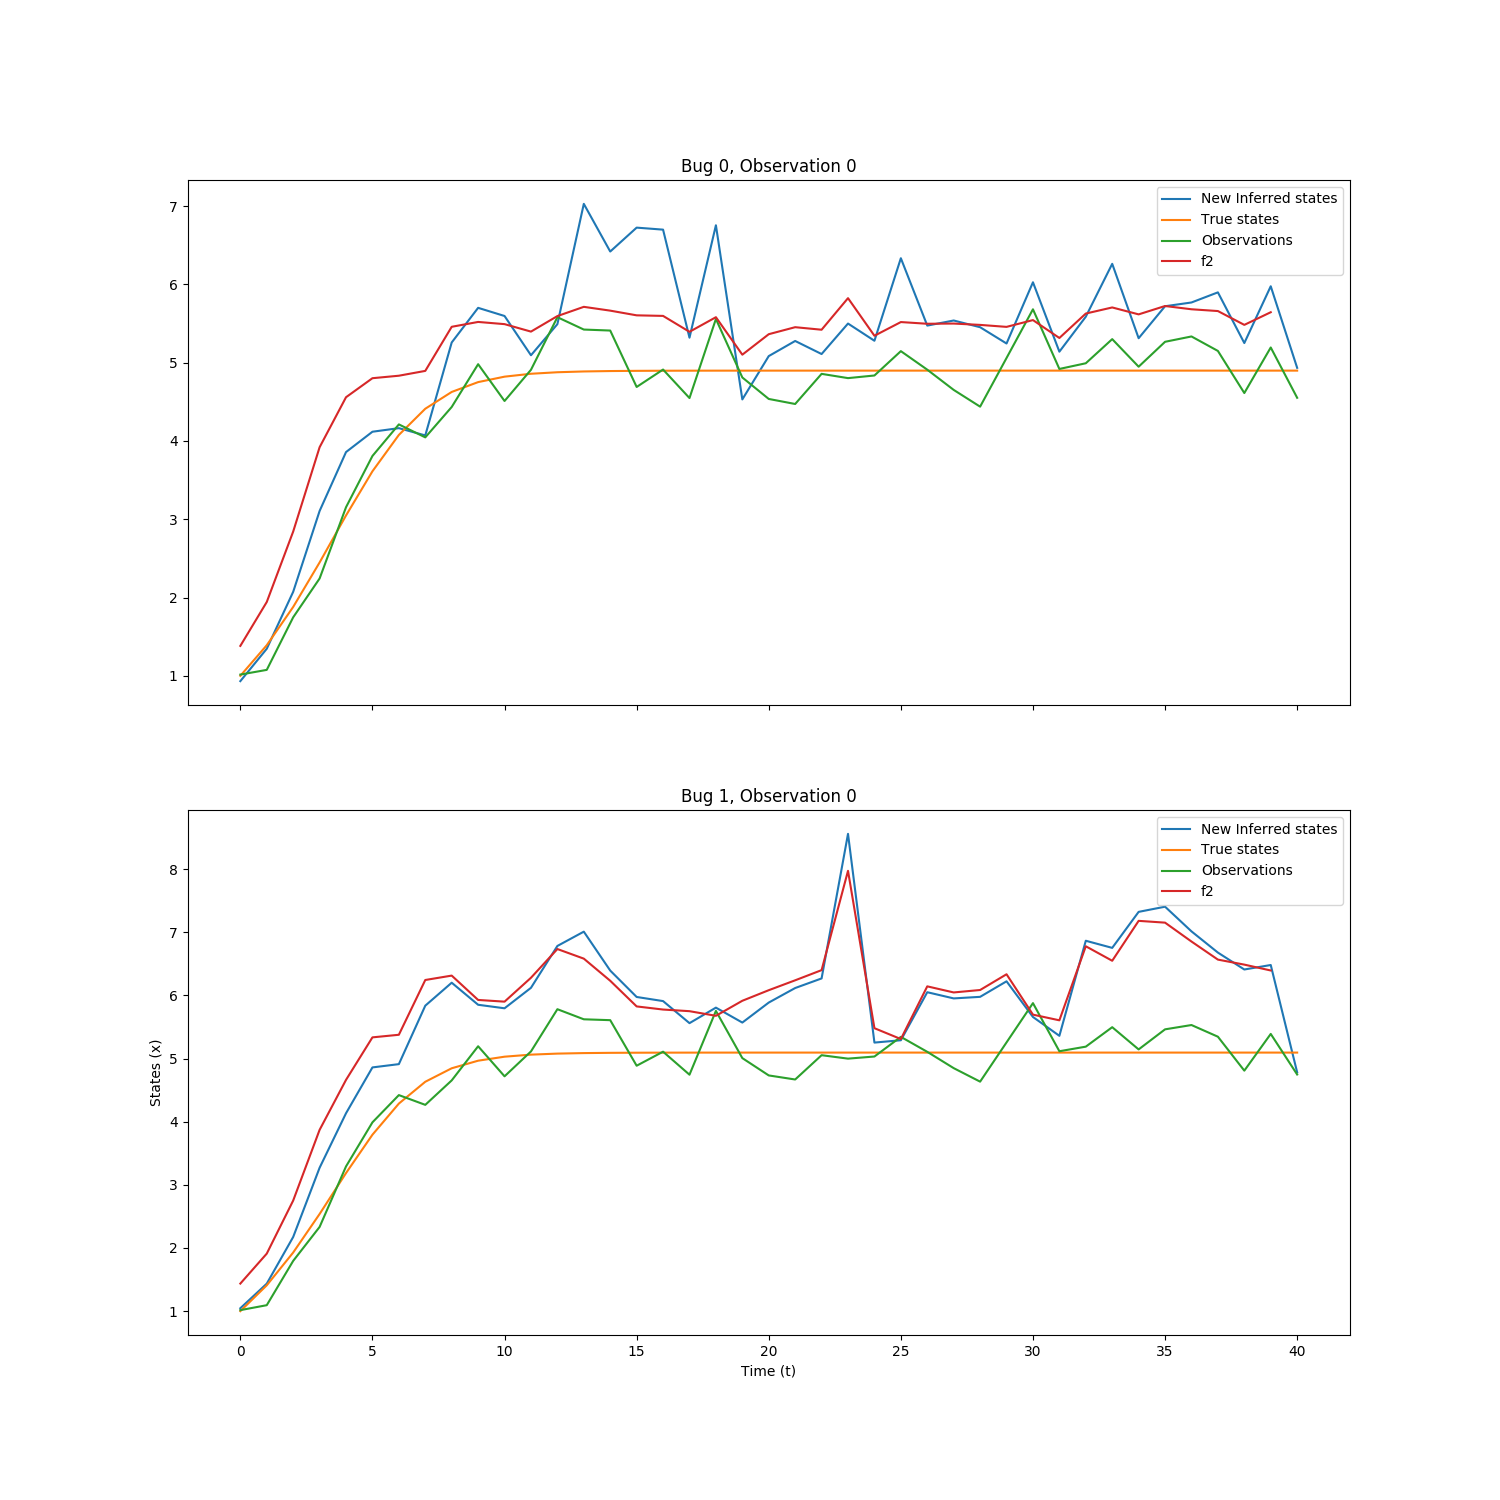 Bug 0, Observation 0
7
6
5
4
3
2
1
New Inferred states
True states
Observations
f2
Bug 1, Observation 0
States (x)
8
7
6
5
4
3
2
1
New Inferred states
True states
Observations
f2
0 5 10 15 20 25 30 35 40
Time (t)